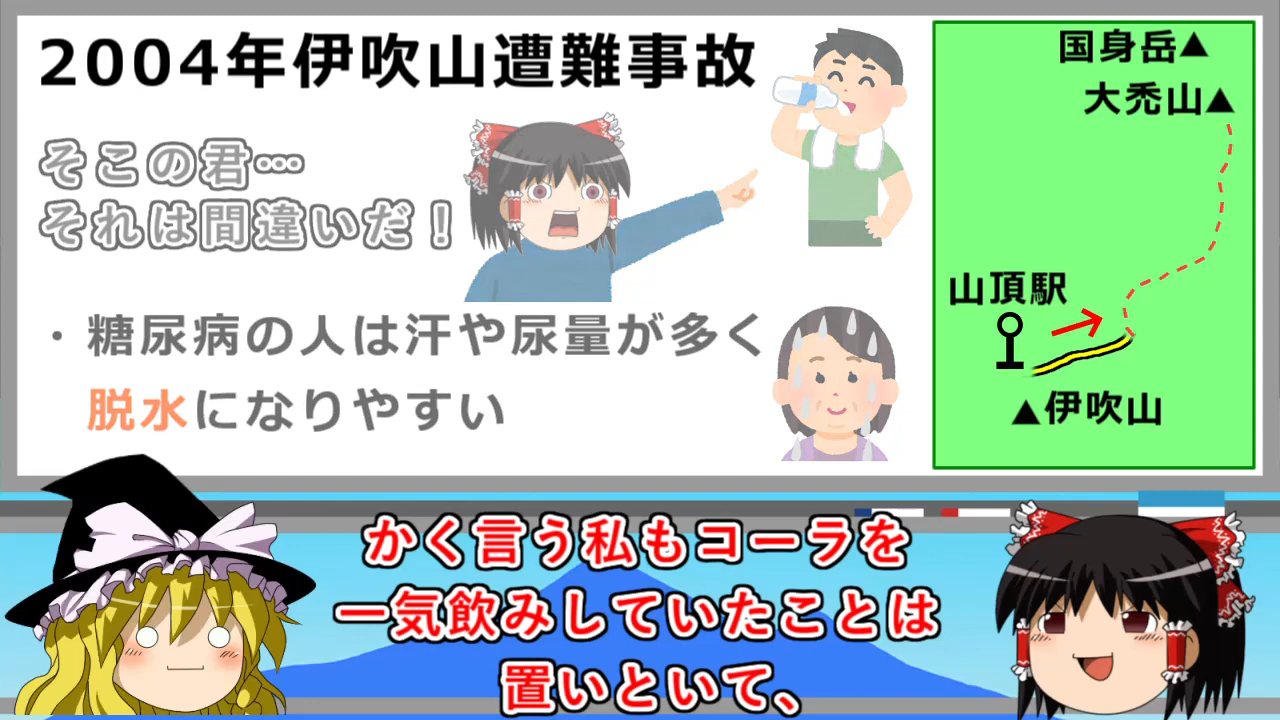 2004年伊吹山遭難事故
そこの君…
それは間違いだ！
・糖尿病の人は汗や尿量が多く
脱水になりやすい
国身岳▲
大禿山▲
山頂駅
▲伊吹山
かく言う私もコーラを
一気飲みしていたことは
置いといて、